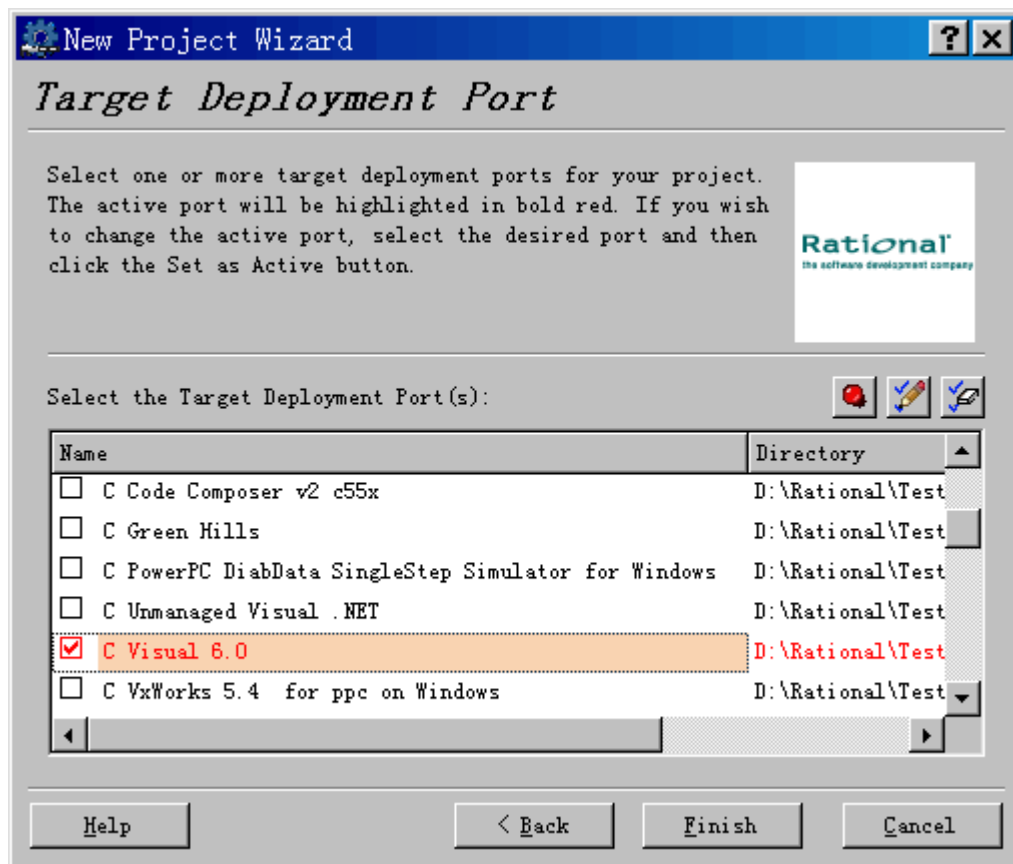 New Project Wizard
Target Deployment Port
Select one or more target deployment ports for your project.
The active port will be highlighted in bold red. If you wish
to change the active port, select the desired port and then
click the Set as Active button.
Rational
the software development company
Select the Target Deployment Port(s):
Name Directory
C Code Composer v2 c55x D:\Rational\Test
C Green Hills D:\Rational\Test
C PowerPC DiabData SingleStep Simulator for Windows D:\Rational\Test
C Unmanaged Visual .NET D:\Rational\Test
C Visual 6.0 D:\Rational\Test
C VxWorks 5.4  for ppc on Windows D:\Rational\Test
Help < Back Finish Cancel